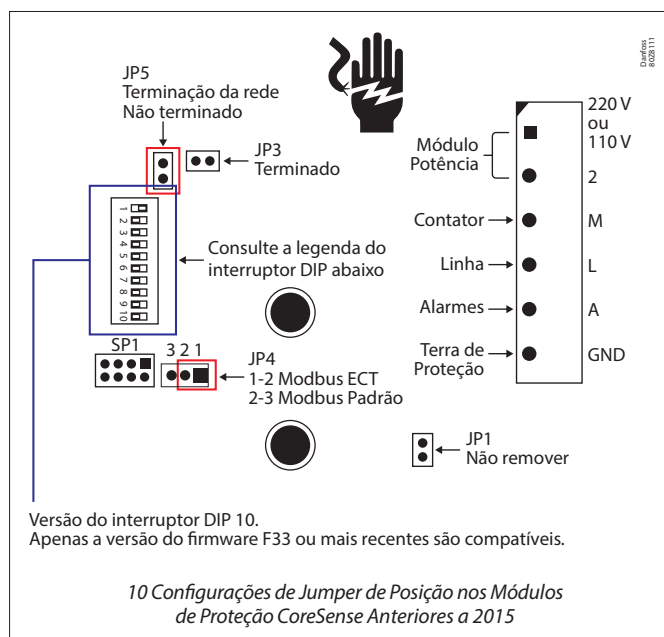 Danfoss
80Z8111
JP5
Terminação da rede
Não terminado
JP3
Terminado
220 V
ou
110 V
Módulo
Potência
2
Contator
M
Linha
L
Alarmes
A
Terra de
Proteção
GND
1
2
3
4
5
6
7
8
9
10
Consulte a legenda do
interruptor DIP abaixo
SP1
3 2 1
JP4
1-2 Modbus ECT
2-3 Modbus Padrão
JP1
Não remover
Versão do interruptor DIP 10.
Apenas a versão do firmware F33 ou mais recentes são compatíveis.
10 Configurações de Jumper de Posição nos Módulos
de Proteção CoreSense Anteriores a 2015